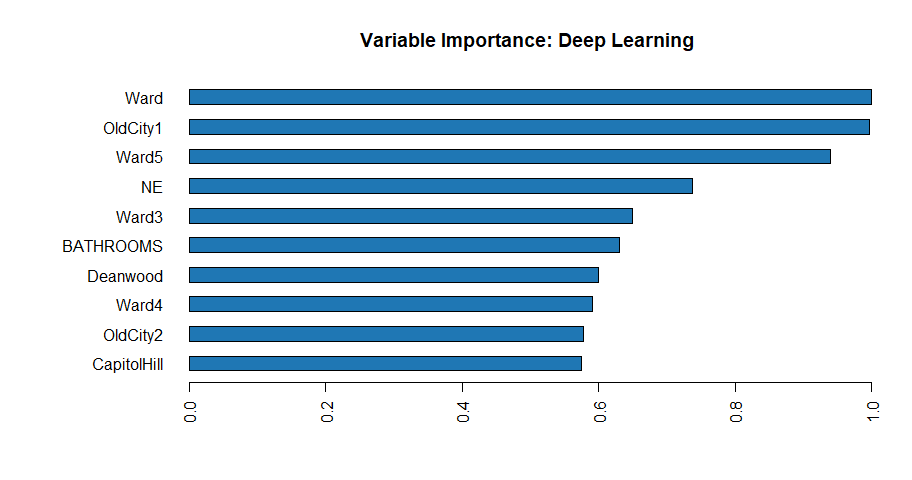 Variable Importance: Deep Learning
Ward
OldCity1
Ward5
NE
Ward3
BATHROOMS
Deanwood
Ward4
OldCity2
CapitolHill
0.0 0.2 0.4 0.6 0.8 1.0